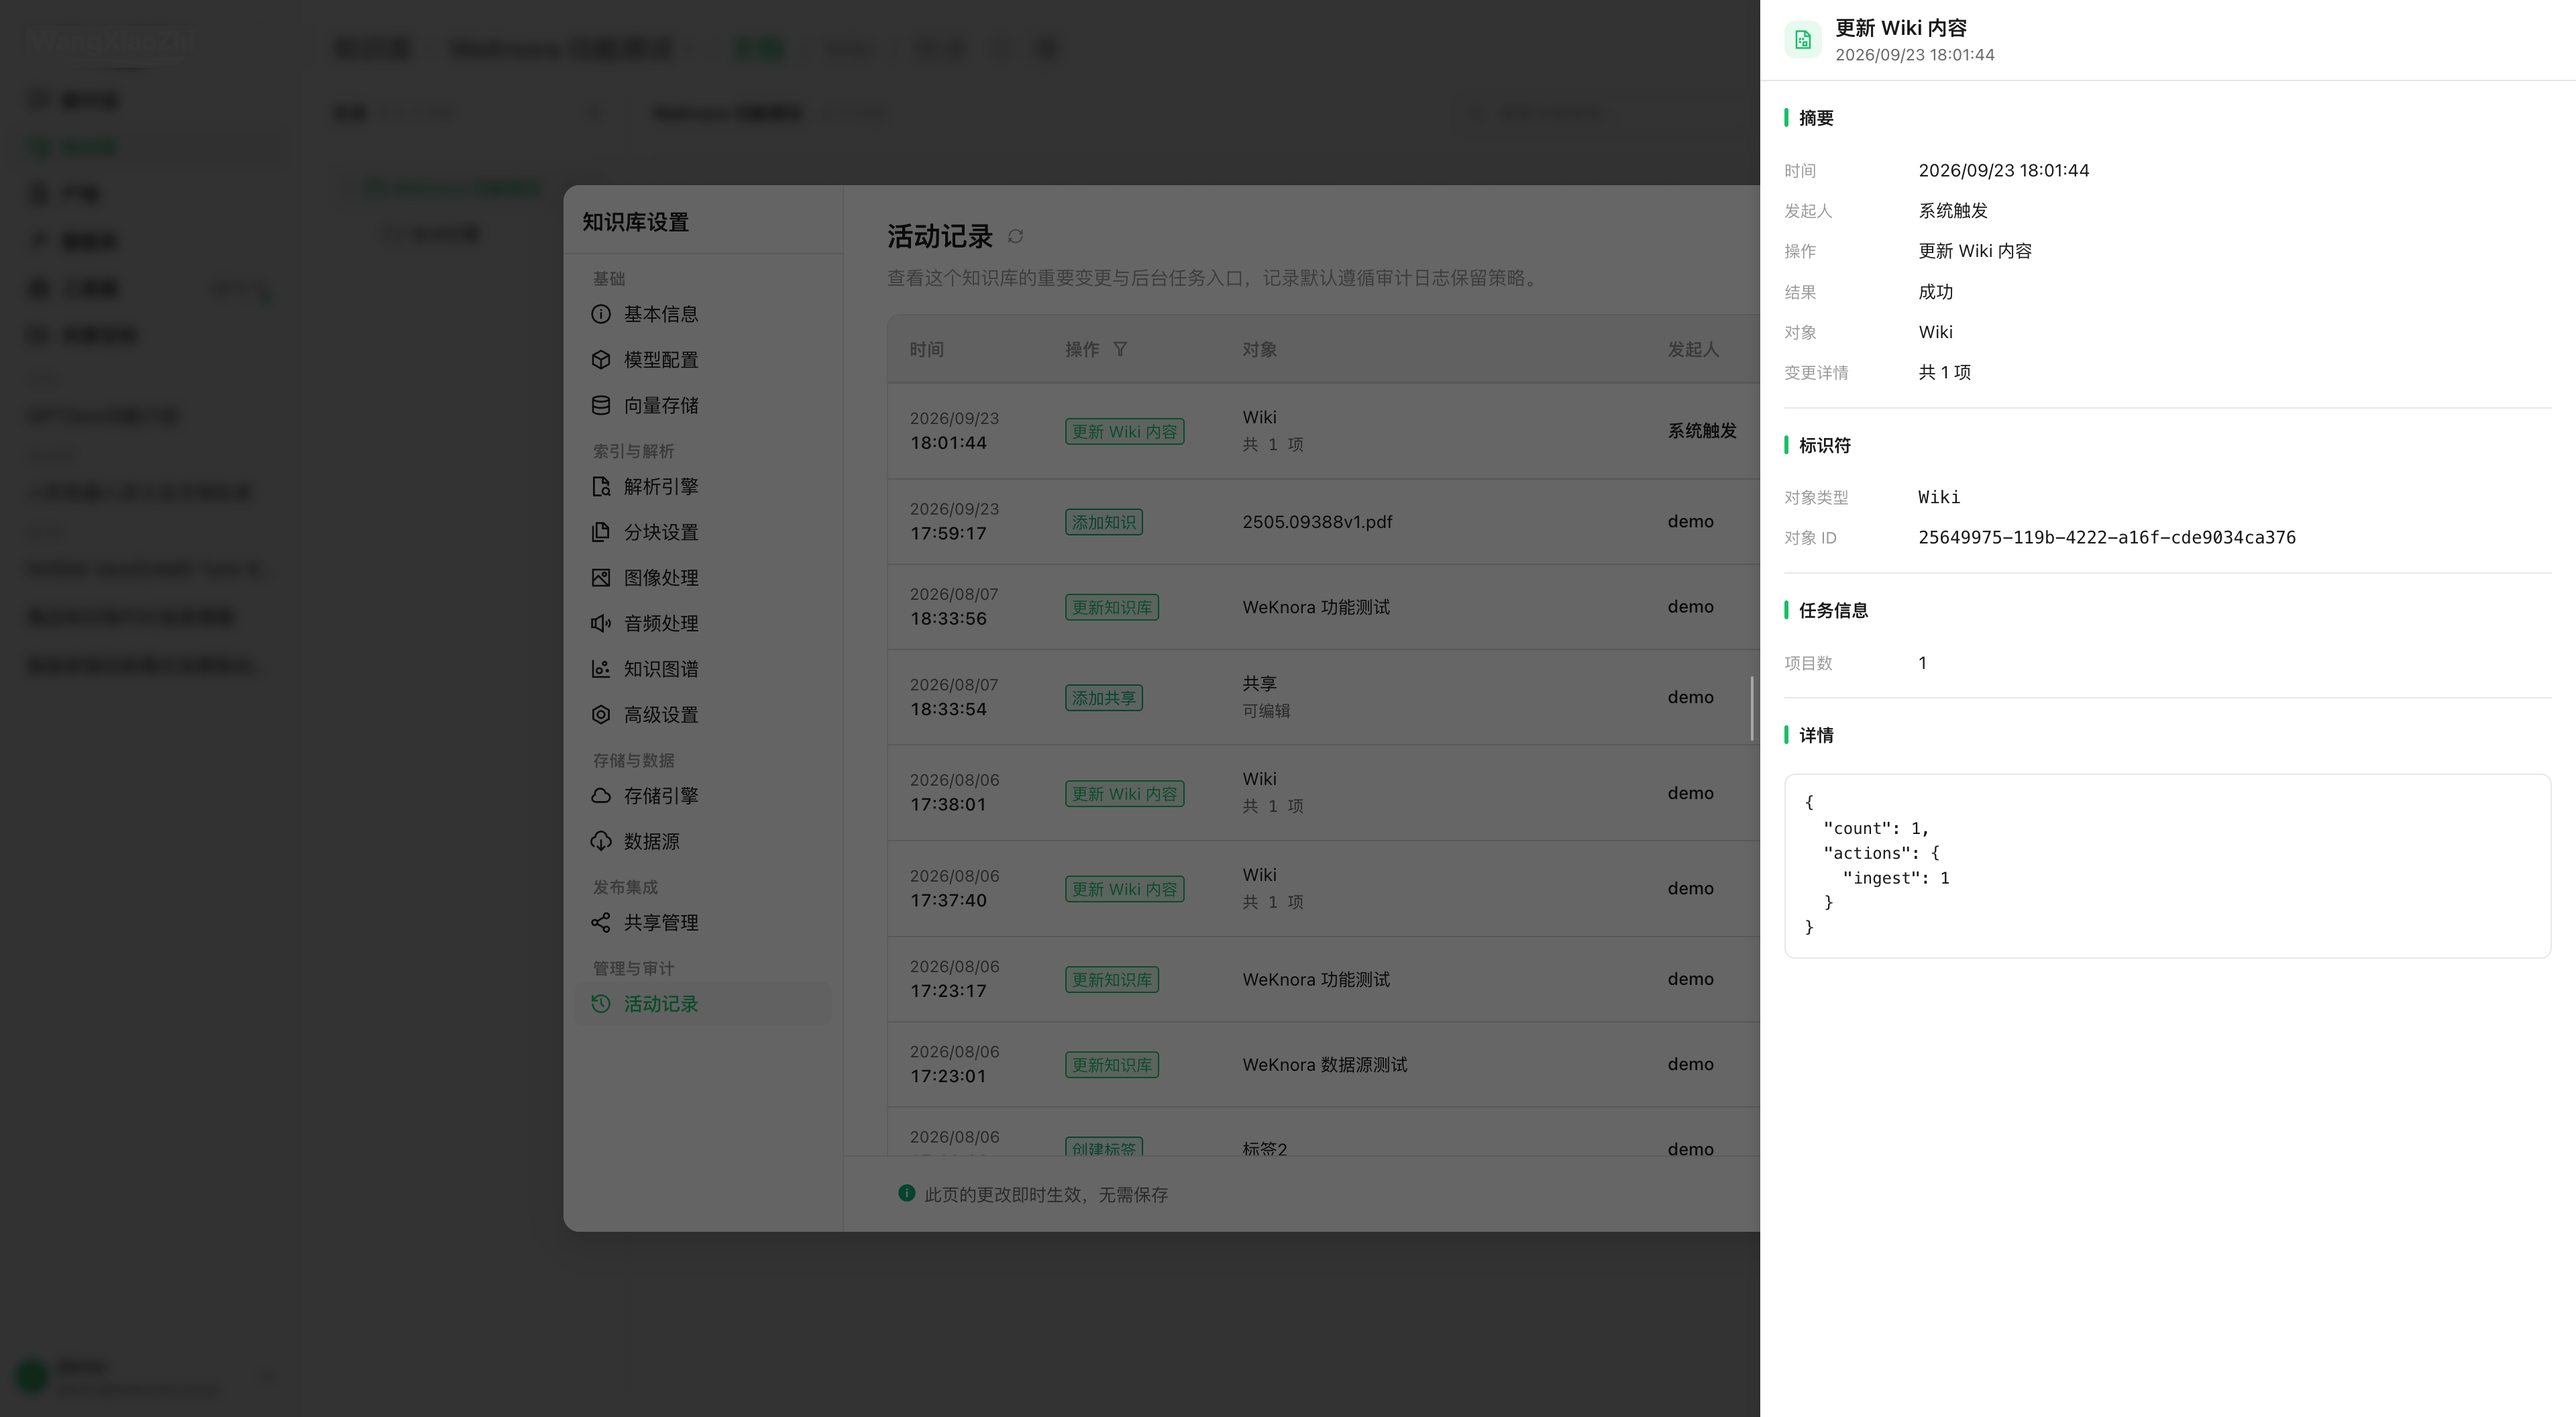 知识库设置
基础
基本信息
模型配置
向量存储
索引与解析
解析引擎
分块设置
图像处理
音频处理
知识图谱
高级设置
存储与数据
存储引擎
数据源
发布集成
共享管理
管理与审计
活动记录
活动记录
查看这个知识库的重要变更与后台任务入口，记录默认遵循审计日志保留策略。
时间 操作 对象 发起人
2026/09/23 18:01:44 更新 Wiki 内容 Wiki 共 1 项 系统触发
2026/09/23 17:59:17 添加知识 2505.09388v1.pdf demo
2026/08/07 18:33:56 更新知识库 WeKnora 功能测试 demo
2026/08/07 18:33:54 添加共享 共享 可编辑 demo
2026/08/06 17:38:01 更新 Wiki 内容 Wiki 共 1 项 demo
2026/08/06 17:37:40 更新 Wiki 内容 Wiki 共 1 项 demo
2026/08/06 17:23:17 更新知识库 WeKnora 功能测试 demo
2026/08/06 17:23:01 更新知识库 WeKnora 数据源测试 demo
2026/08/06 创建标签 标签2 demo
此页的更改即时生效，无需保存
更新 Wiki 内容
2026/09/23 18:01:44
摘要
时间 2026/09/23 18:01:44
发起人 系统触发
操作 更新 Wiki 内容
结果 成功
对象 Wiki
变更详情 共 1 项
标识符
对象类型 Wiki
对象 ID 25649975-119b-4222-a16f-cde9034ca376
任务信息
项目数 1
详情
{
"count": 1,
"actions": {
"ingest": 1
}
}